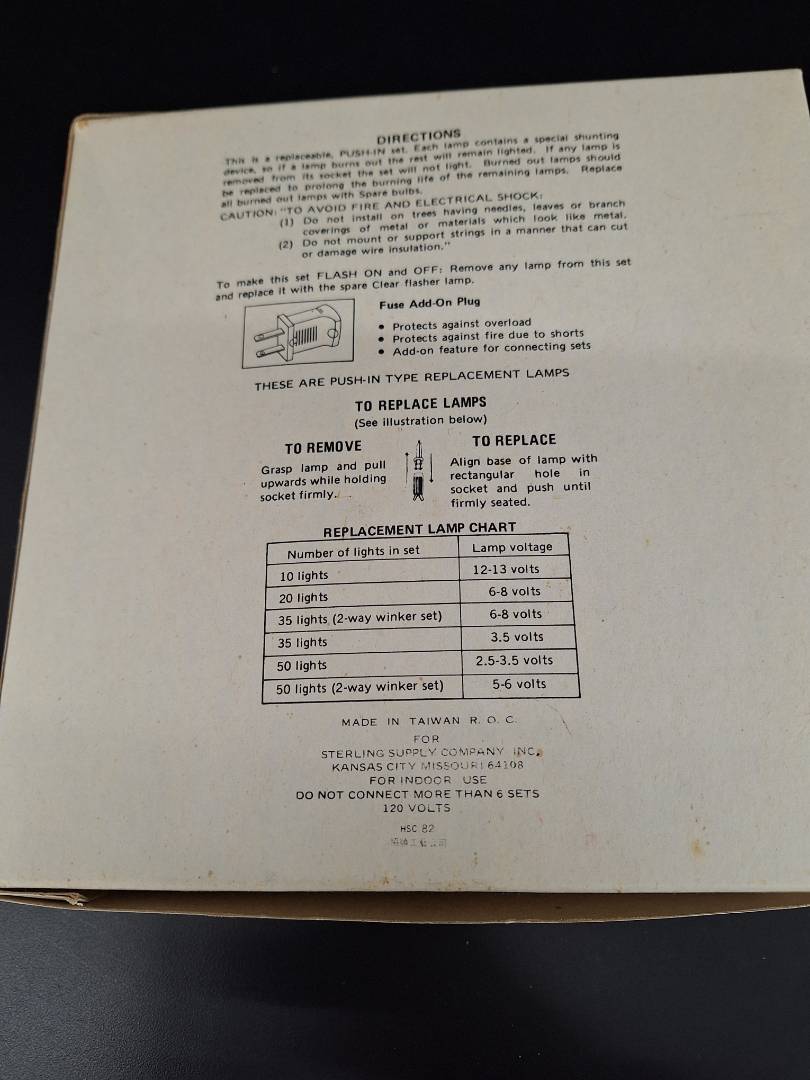 DIRECTIONS
This is a replaceable, PUSH-IN set. Each lamp contains a special shunting
device, so if a lamp burns out the rest will remain lighted. If any lamp is
removed from its socket the set will not light. Burned out lamps should
be replaced to prolong the burning life of the remaining lamps. Replace
all burned out lamps with Spare bulbs.
CAUTION: "TO AVOID FIRE AND ELECTRICAL SHOCK:
(1) Do not install on trees having needles, leaves or branch
coverings of metal or materials which look like metal.
(2) Do not mount or support strings in a manner that can cut
or damage wire insulation."
To make this set FLASH ON and OFF: Remove any lamp from this set
and replace it with the spare Clear flasher lamp.
Fuse Add-On Plug
• Protects against overload
• Protects against fire due to shorts
• Add-on feature for connecting sets
THESE ARE PUSH-IN TYPE REPLACEMENT LAMPS
TO REPLACE LAMPS
(See illustration below)
TO REMOVE
Grasp lamp and pull
upwards while holding
socket firmly.
TO REPLACE
Align base of lamp with
rectangular hole in
socket and push until
firmly seated.
REPLACEMENT LAMP CHART
Number of lights in set Lamp voltage
10 lights 12-13 volts
20 lights 6-8 volts
35 lights (2-way winker set) 6-8 volts
35 lights 3.5 volts
50 lights 2.5-3.5 volts
50 lights (2-way winker set) 5-6 volts
MADE IN TAIWAN R. O. C.
FOR
STERLING SUPPLY COMPANY INC.
KANSAS CITY MISSOURI 64108
FOR INDOOR USE
DO NOT CONNECT MORE THAN 6 SETS
120 VOLTS
HSC 82